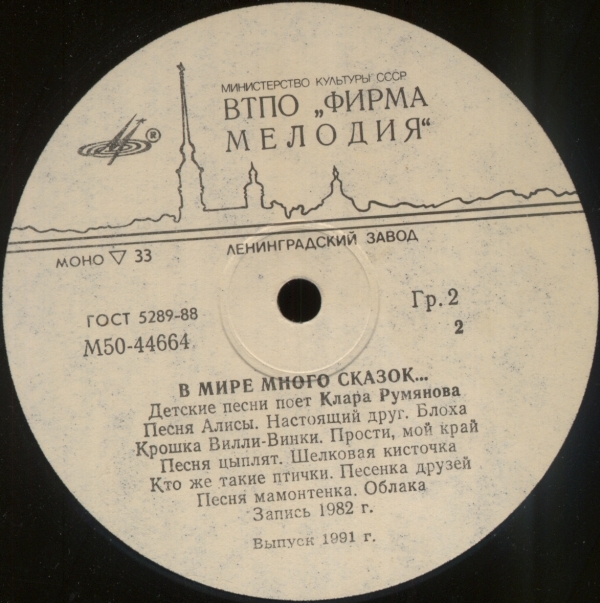 МИНИСТЕРСТВО КУЛЬТУРЫ СССР
ВТПО „ФИРМА
МЕЛОДИЯ“
®
МОНО ▽ 33
ЛЕНИНГРАДСКИЙ ЗАВОД
ГОСТ 5289-88
М50-44664
Гр.2
2
В МИРЕ МНОГО СКАЗОК...
Детские песни поет Клара Румянова
Песня Алисы. Настоящий друг. Блоха
Крошка Вилли-Винки. Прости, мой край
Песня цыплят. Шелковая кисточка
Кто же такие птички. Песенка друзей
Песня мамонтенка. Облака
Запись 1982 г.
Выпуск 1991 г.